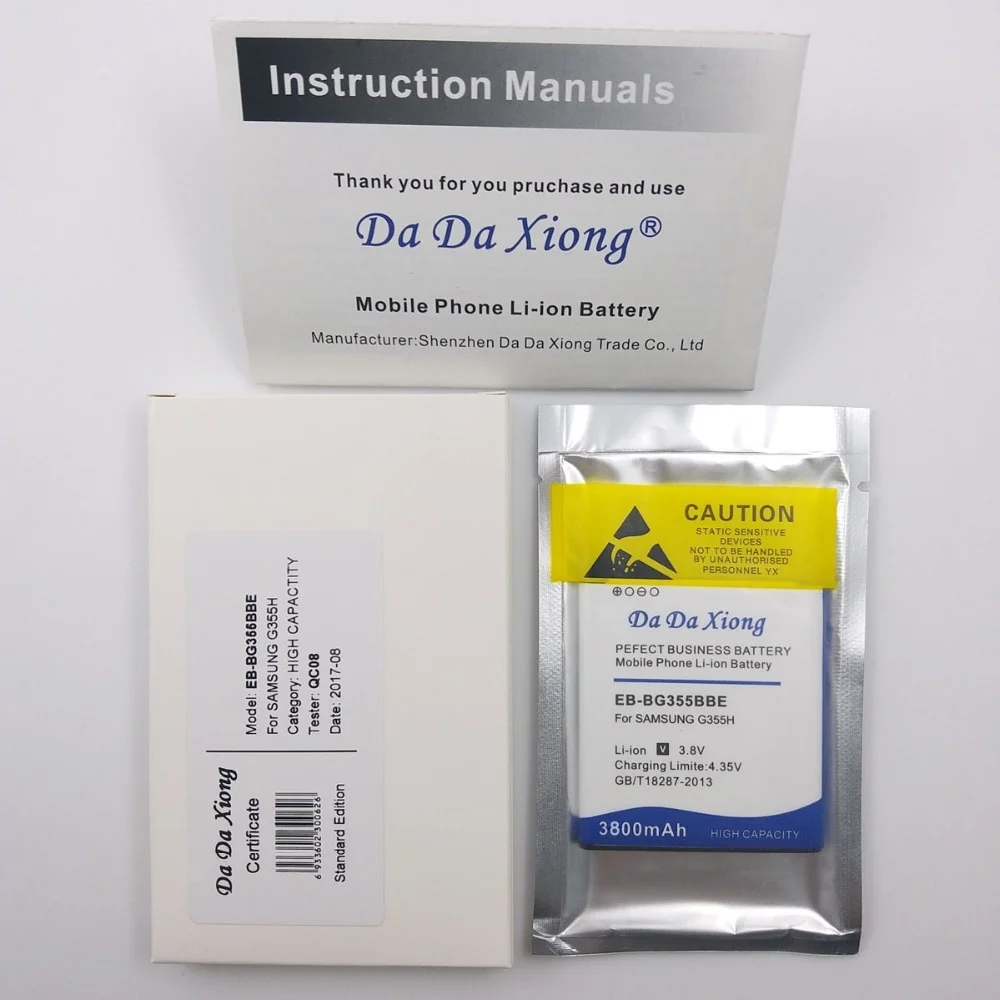 Instruction Manuals
Thank you for you pruchase and use
Da Da Xiong®
Mobile Phone Li-ion Battery
Manufacturer:Shenzhen Da Da Xiong Trade Co., Ltd
Model: EB-BG355BBE
For SAMSUNG G355H
Category: HIGH CAPACTITY
Tester: QC08
Date: 2017-08
Da Da Xiong
Certificate
6 933602 300626
Standard Edition
CAUTION
STATIC SENSITIVE
DEVICES
NOT TO BE HANDLED
BY UNAUTHORISED
PERSONNEL YX
Da Da Xiong
PEFECT BUSINESS BATTERY
Mobile Phone Li-ion Battery
EB-BG355BBE
For SAMSUNG G355H
Li-ion V 3.8V
Charging Limite:4.35V
GB/T18287-2013
3800mAh HIGH CAPACITY